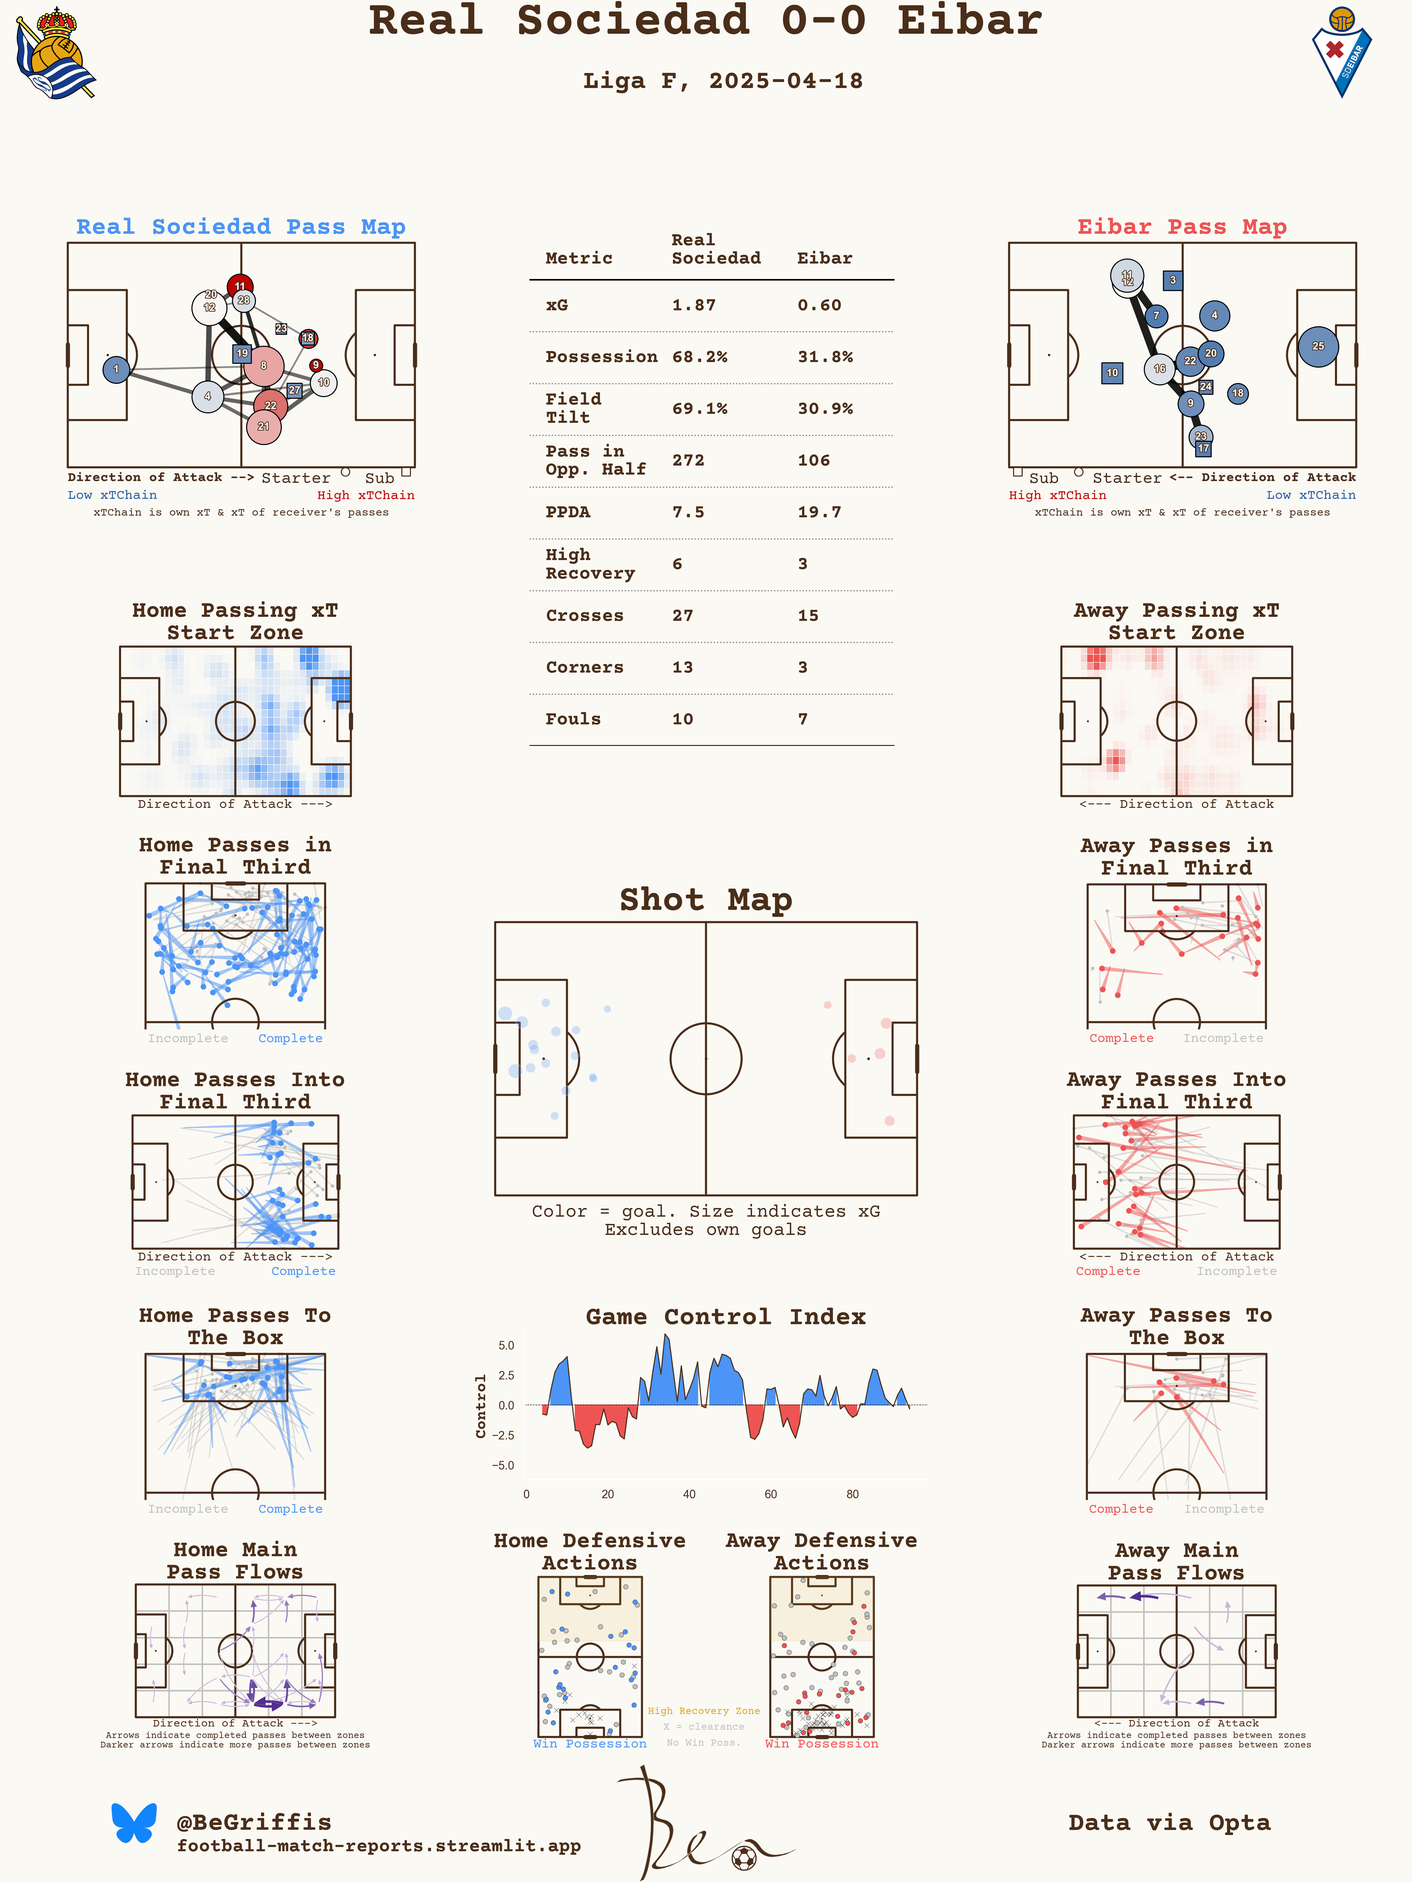 Real Sociedad 0-0 Eibar
Liga F, 2025-04-18
SDEIBAR
Real Sociedad Pass Map
11
20
28
12
23
18
19
8
9
1
10
27
4
22
21
Direction of Attack --> Starter Sub
Low xTChain High xTChain
xTChain is own xT & xT of receiver's passes
Metric Real Sociedad Eibar
xG 1.87 0.60
Possession 68.2% 31.8%
Field Tilt 69.1% 30.9%
Pass in Opp. Half 272 106
PPDA 7.5 19.7
High Recovery 6 3
Crosses 27 15
Corners 13 3
Fouls 10 7
Eibar Pass Map
11
12
3
7
4
25
20
22
16
10
24
18
9
23
17
Sub Starter <-- Direction of Attack
High xTChain Low xTChain
xTChain is own xT & xT of receiver's passes
Home Passing xT
Start Zone
Direction of Attack --->
Away Passing xT
Start Zone
<--- Direction of Attack
Home Passes in
Final Third
Incomplete Complete
Away Passes in
Final Third
Complete Incomplete
Shot Map
Color = goal. Size indicates xG
Excludes own goals
Home Passes Into
Final Third
Direction of Attack --->
Incomplete Complete
Away Passes Into
Final Third
<--- Direction of Attack
Complete Incomplete
Home Passes To
The Box
Incomplete Complete
Game Control Index
Control
5.0
2.5
0.0
−2.5
−5.0
0 20 40 60 80
Away Passes To
The Box
Complete Incomplete
Home Main
Pass Flows
Direction of Attack --->
Arrows indicate completed passes between zones
Darker arrows indicate more passes between zones
Home Defensive
Actions
Win Possession
High Recovery Zone
X = clearance
No Win Poss.
Away Defensive
Actions
Win Possession
Away Main
Pass Flows
<--- Direction of Attack
Arrows indicate completed passes between zones
Darker arrows indicate more passes between zones
@BeGriffis
football-match-reports.streamlit.app
Ben
Data via Opta